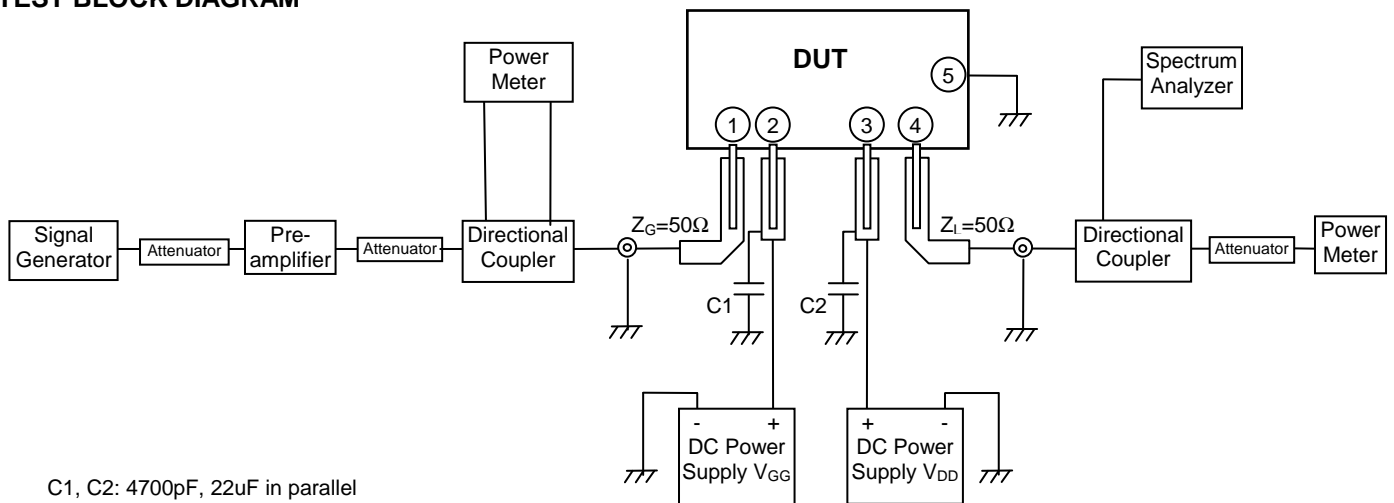 TEST BLOCK DIAGRAM
DUT
5
Power
Meter
Spectrum
Analyzer
1
2
3
4
Signal
Generator
Attenuator
Pre-
amplifier
Attenuator
Directional
Coupler
ZG=50Ω
ZL=50Ω
Directional
Coupler
Attenuator
Power
Meter
C1
C2
- +
DC Power
Supply VGG
+ -
DC Power
Supply VDD
C1, C2: 4700pF, 22uF in parallel